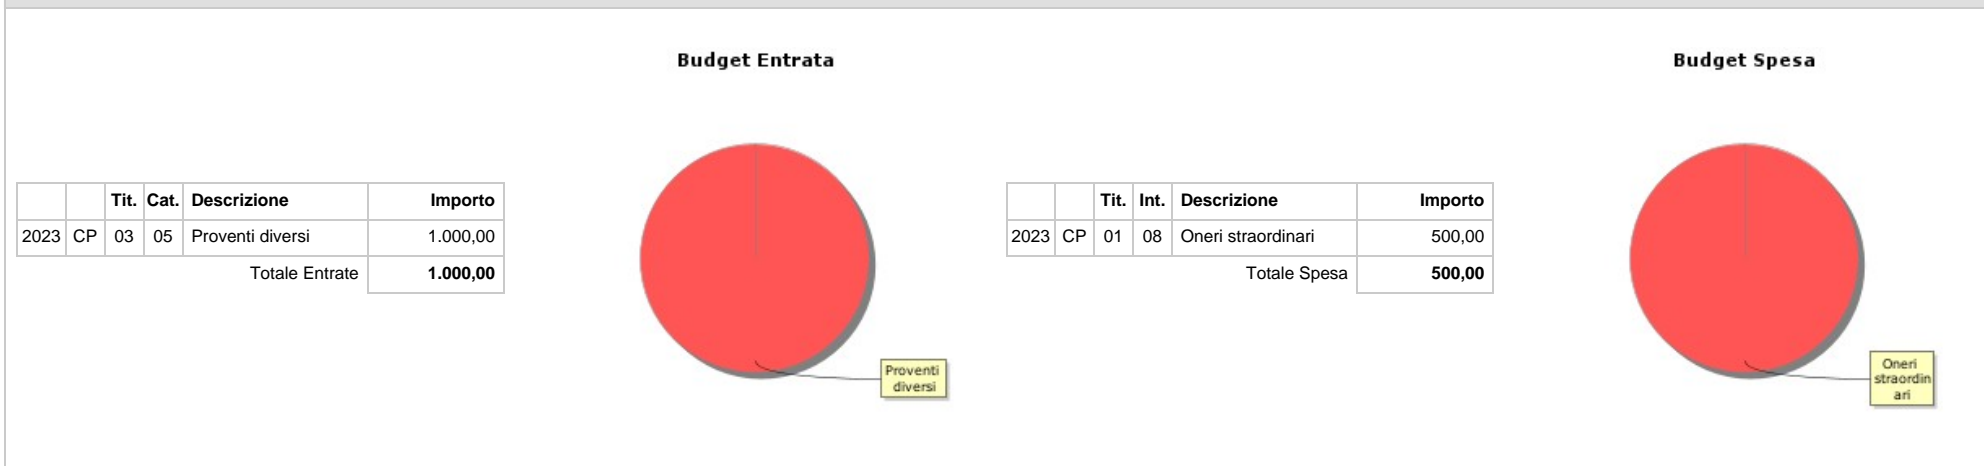 Budget Entrata
Budget Spesa
Tit. Cat. Descrizione Importo
2023 CP 03 05 Proventi diversi 1.000,00
Totale Entrate 1.000,00
Proventi
diversi
Tit. Int. Descrizione Importo
2023 CP 01 08 Oneri straordinari 500,00
Totale Spesa 500,00
Oneri
straordin
ari